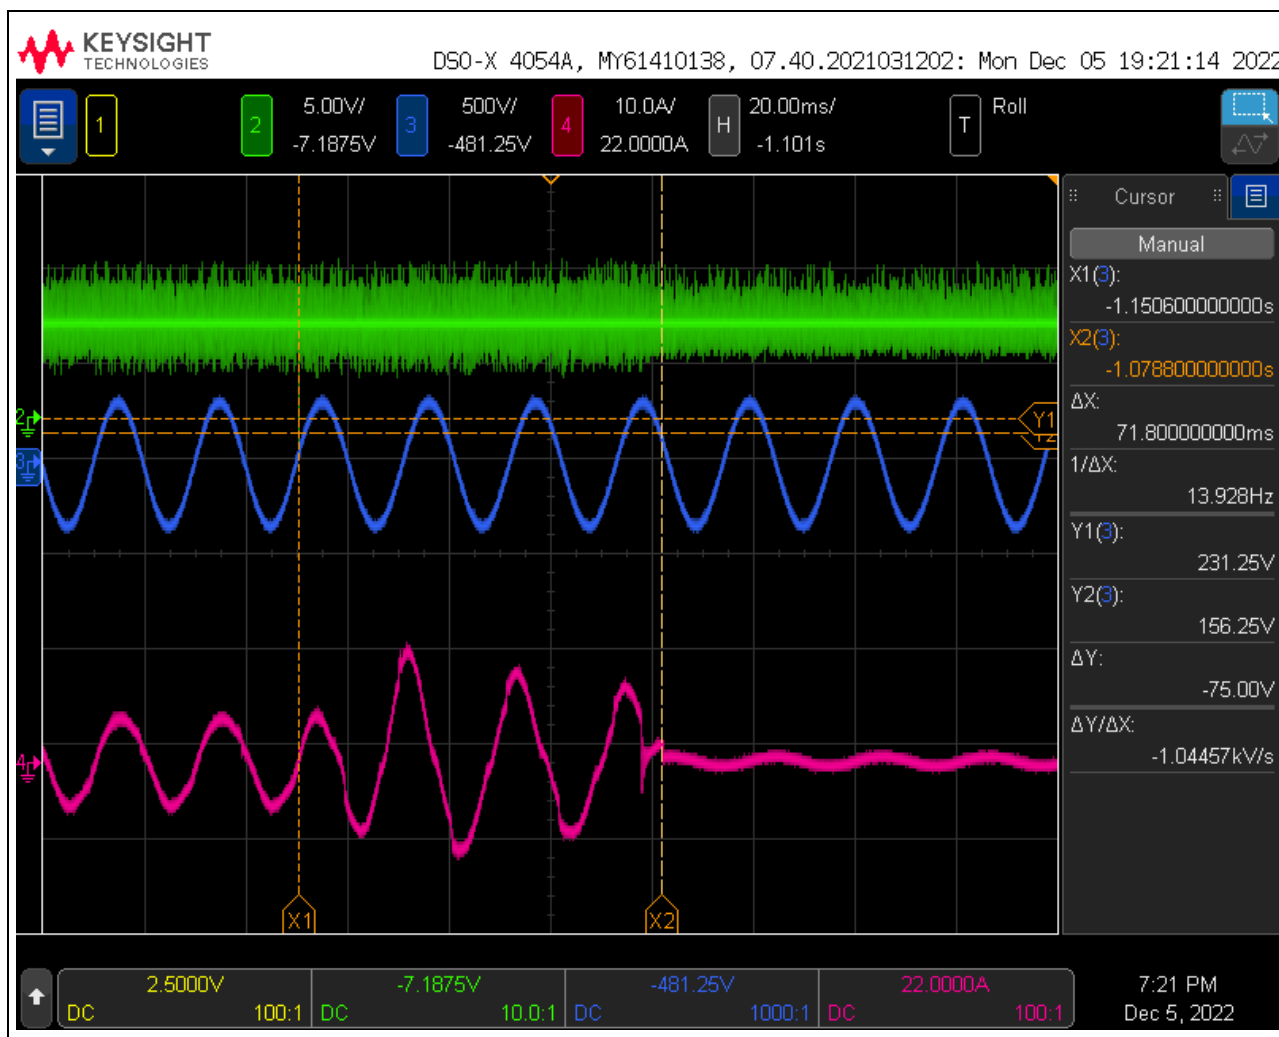 KEYSIGHT
TECHNOLOGIES
DSO-X 4054A, MY61410138, 07.40.2021031202: Mon Dec 05 19:21:14 2022
1
2
5.00V/
-7.1875V
3
500V/
-481.25V
4
10.0A/
22.0000A
H
20.00ms/
-1.101s
T
Roll
Cursor
Manual
X1(3):
-1.150600000000s
X2(3):
-1.078800000000s
ΔX:
71.800000000ms
1/ΔX:
13.928Hz
Y1(3):
231.25V
Y2(3):
156.25V
ΔY:
-75.00V
ΔY/ΔX:
-1.04457kV/s
2
3
4
Y1
X1
X2
2.5000V
DC 100:1
-7.1875V
DC 10.0:1
-481.25V
DC 1000:1
22.0000A
DC 100:1
7:21 PM
Dec 5, 2022